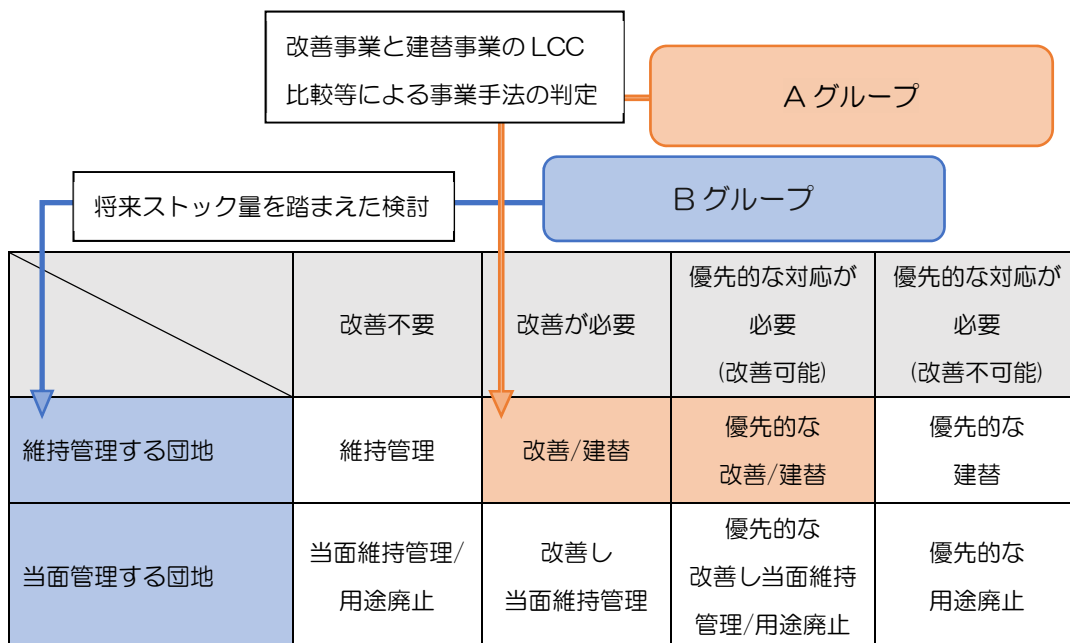 改善事業と建替事業のLCC
比較等による事業手法の判定
Aグループ
将来ストック量を踏まえた検討
Bグループ
改善不要
改善が必要
優先的な対応が
必要
(改善可能)
優先的な対応が
必要
(改善不可能)
維持管理する団地
維持管理
改善/建替
優先的な
改善/建替
優先的な
建替
当面管理する団地
当面維持管理/
用途廃止
改善し
当面維持管理
優先的な
改善し当面維持
管理/用途廃止
優先的な
用途廃止